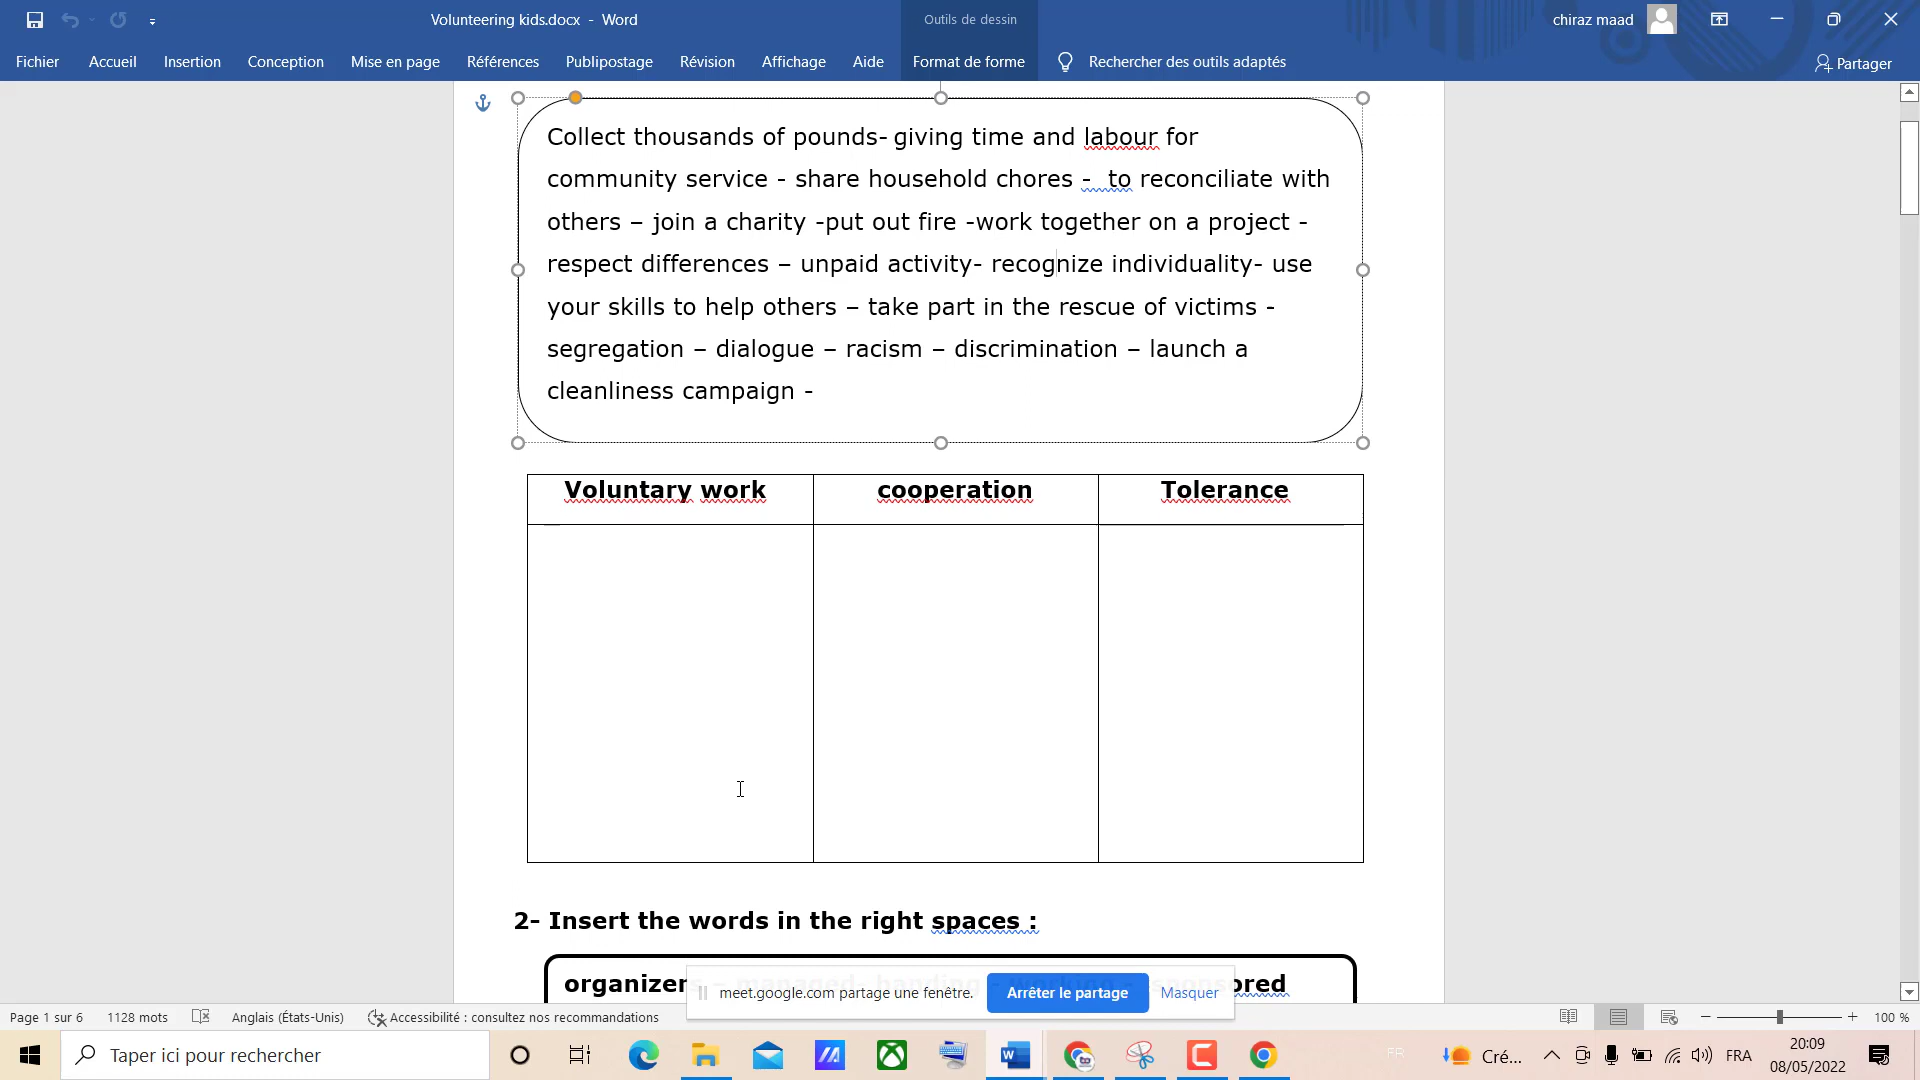 Volunteering kids.docx - Word
Outils de dessin
chiraz maad
Fichier Accueil Insertion Conception Mise en page Références Publipostage Révision Affichage Aide Format de forme Rechercher des outils adaptés Partager
Collect thousands of pounds- giving time and labour for
community service - share household chores - to reconciliate with
others – join a charity -put out fire -work together on a project -
respect differences – unpaid activity- recognize individuality- use
your skills to help others – take part in the rescue of victims -
segregation – dialogue – racism – discrimination – launch a
cleanliness campaign -
Voluntary work cooperation Tolerance
2- Insert the words in the right spaces :
organizers – managed- handing - working - sponsored
meet.google.com partage une fenêtre. Arrêter le partage Masquer
Page 1 sur 6 1128 mots Anglais (États-Unis) Accessibilité : consultez nos recommandations 100 %
Taper ici pour rechercher
FR
Cré...
FRA
20:09
08/05/2022